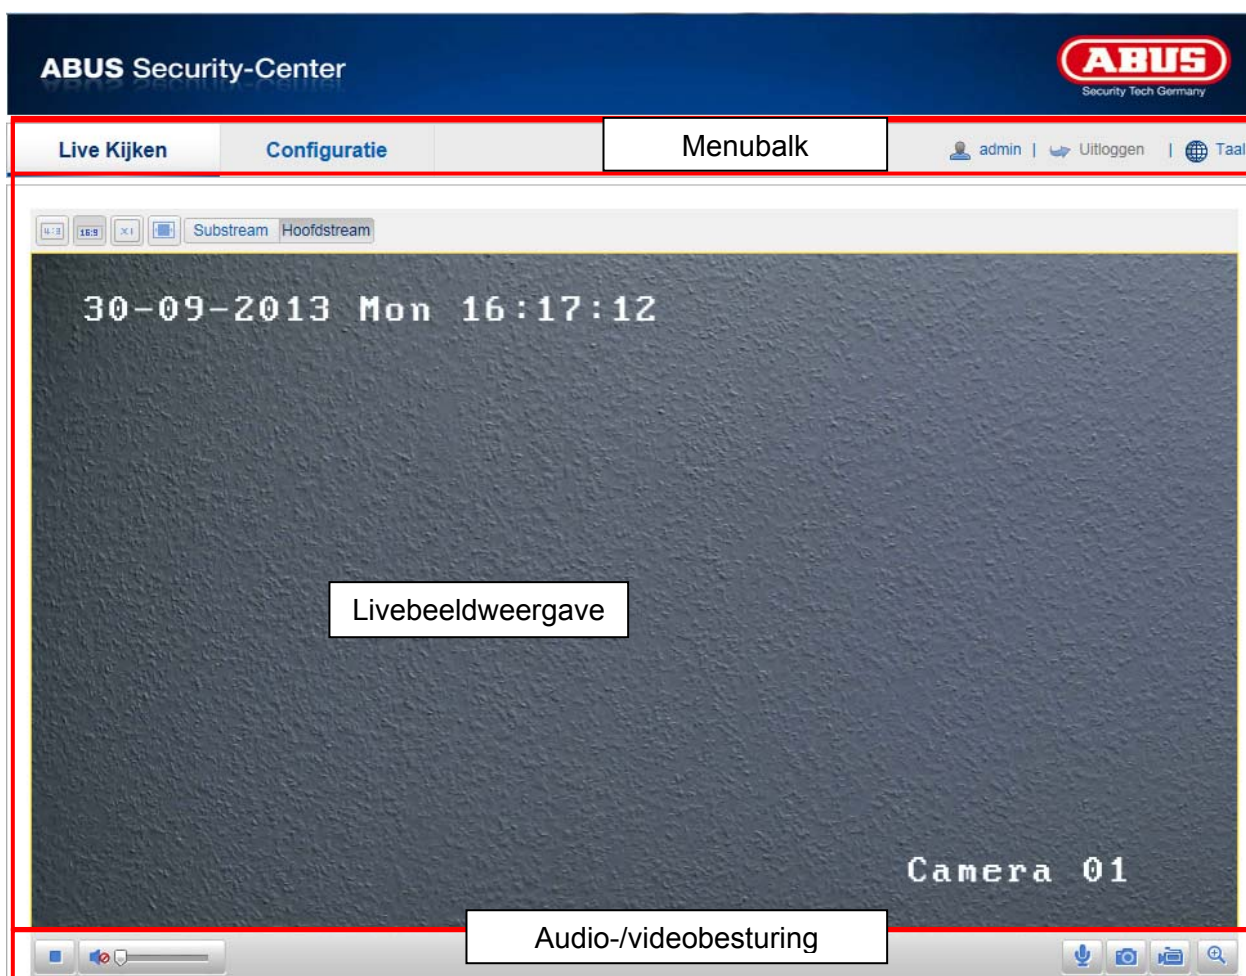 ABUS Security-Center
ABUS
Security Tech Germany
Live Kijken
Configuratie
Menubalk
admin | Uitloggen | Taal
4:3 16:9 X1 Substream Hoofdstream
30-09-2013 Mon 16:17:12
Livebeeldweergave
Camera 01
Audio-/videobesturing